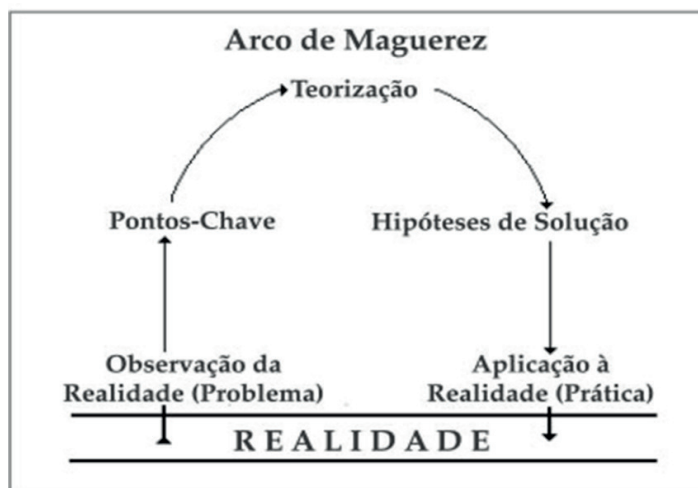 Arco de Maguerez
Teorização
Pontos-Chave
Hipóteses de Solução
Observação da
Realidade (Problema)
Aplicação à
Realidade (Prática)
REALIDADE